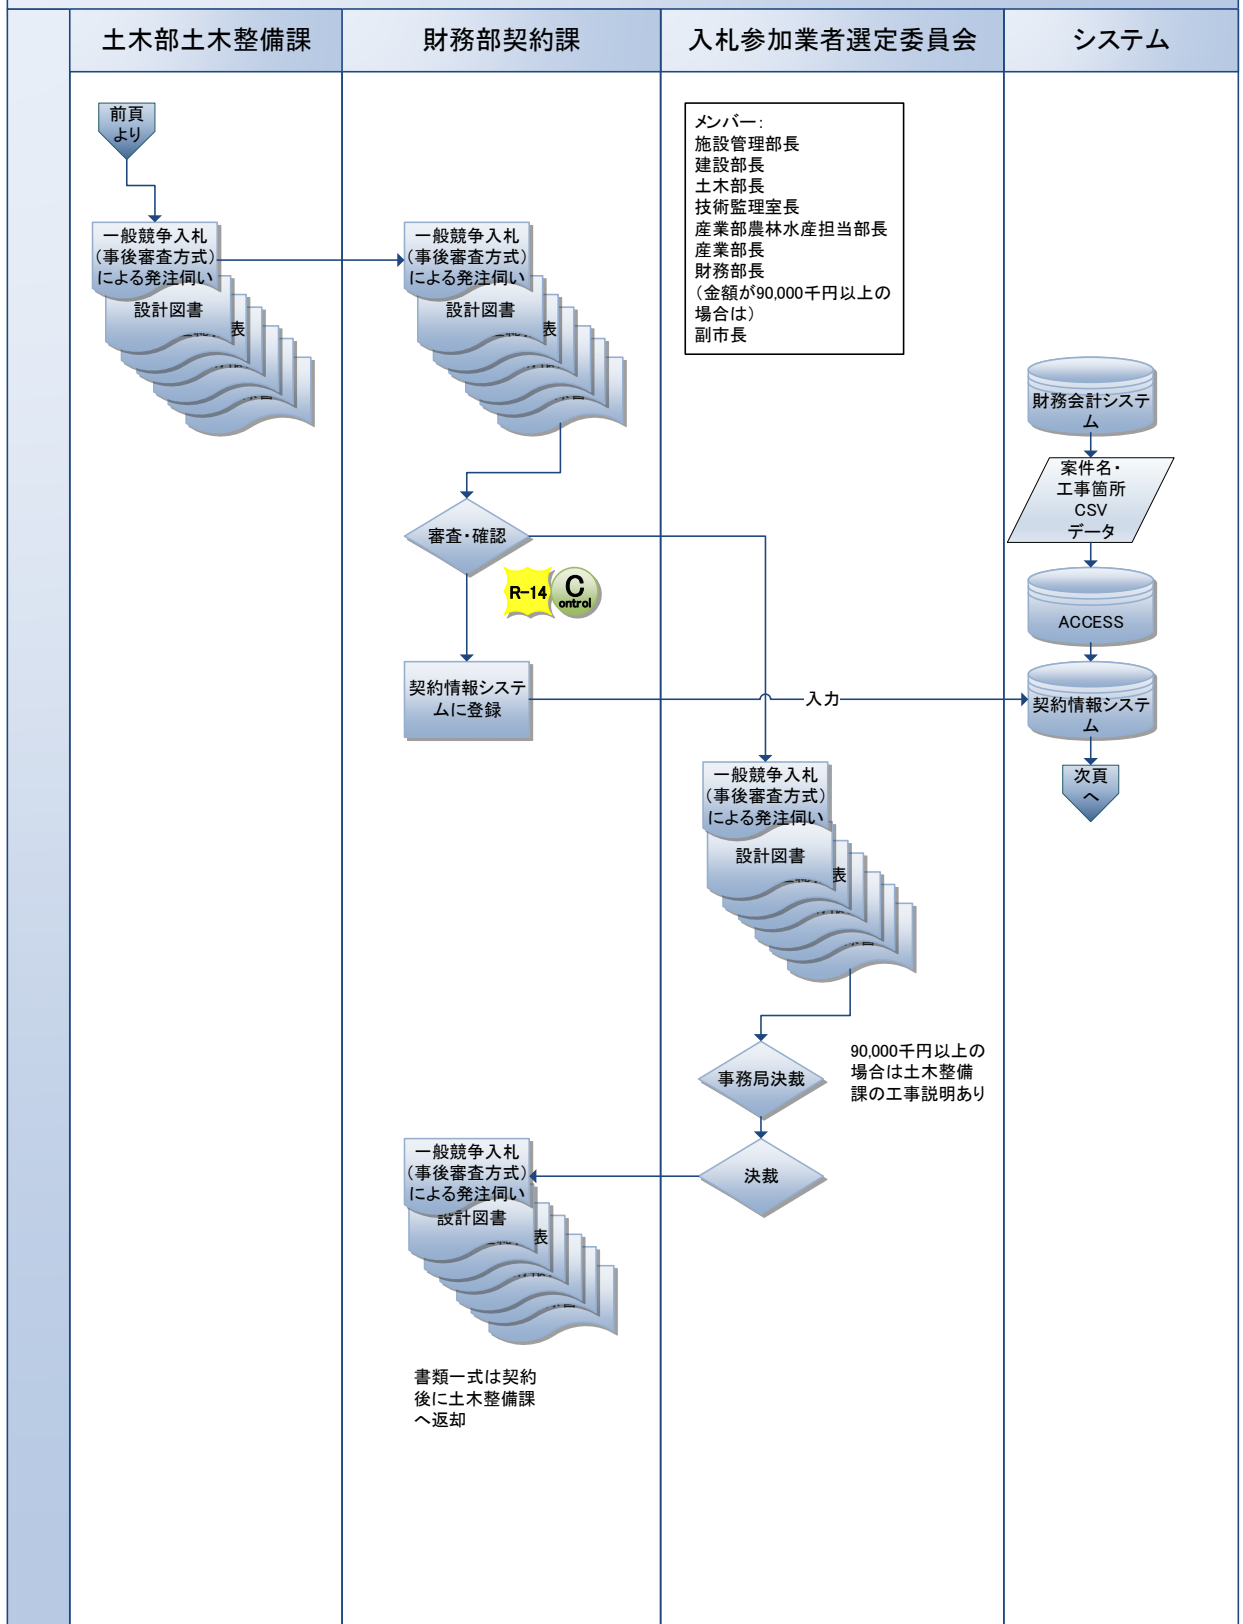 土木部土木整備課
財務部契約課
入札参加業者選定委員会
システム
前頁
より
一般競争入札
(事後審査方式)
による発注伺い
設計図書
表
一般競争入札
(事後審査方式)
による発注伺い
設計図書
表
メンバー：
施設管理部長
建設部長
土木部長
技術監理室長
産業部農林水産担当部長
産業部長
財務部長
(金額が90,000千円以上の
場合は)
副市長
財務会計システ
ム
案件名・
工事箇所
CSV
データ
ACCESS
契約情報システ
ム
次頁
へ
審査・確認
R-14
C
ontrol
契約情報システ
ムに登録
入力
一般競争入札
(事後審査方式)
による発注伺い
設計図書
表
事務局決裁
90,000千円以上の
場合は土木整備
課の工事説明あり
決裁
一般競争入札
(事後審査方式)
による発注伺い
設計図書
表
書類一式は契約
後に土木整備課
へ返却